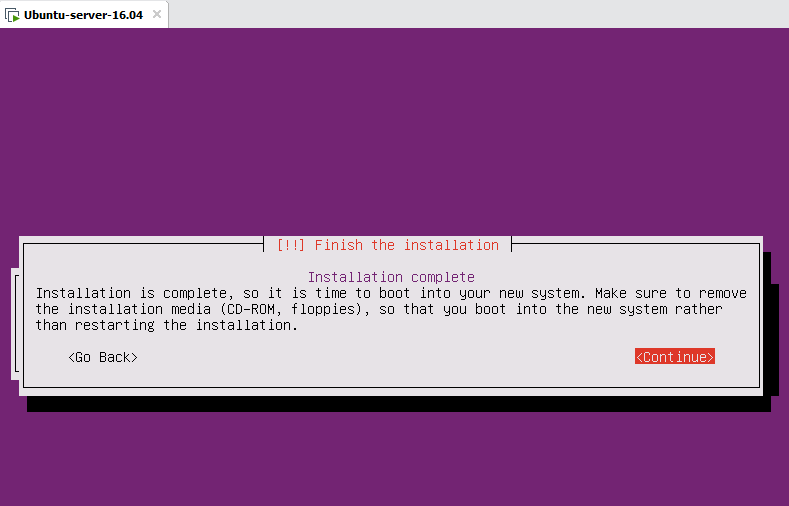 Ubuntu-server-16.04
[!!] Finish the installation
Installation complete
Installation is complete, so it is time to boot into your new system. Make sure to remove
the installation media (CD-ROM, floppies), so that you boot into the new system rather
than restarting the installation.
<Go Back>
<Continue>